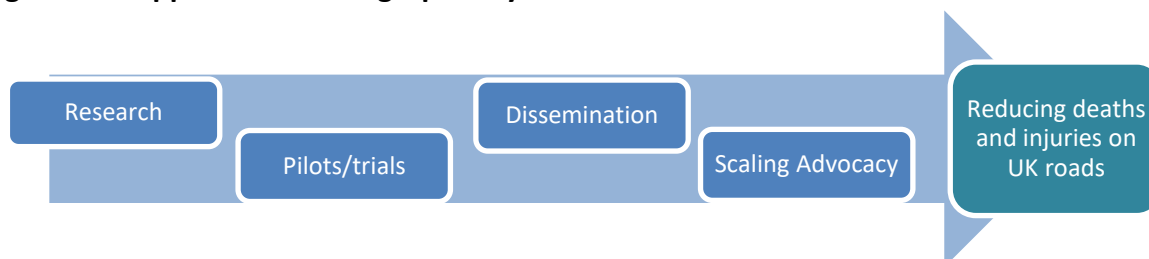 Research
Pilots/trials
Dissemination
Scaling Advocacy
Reducing deaths
and injuries on
UK roads